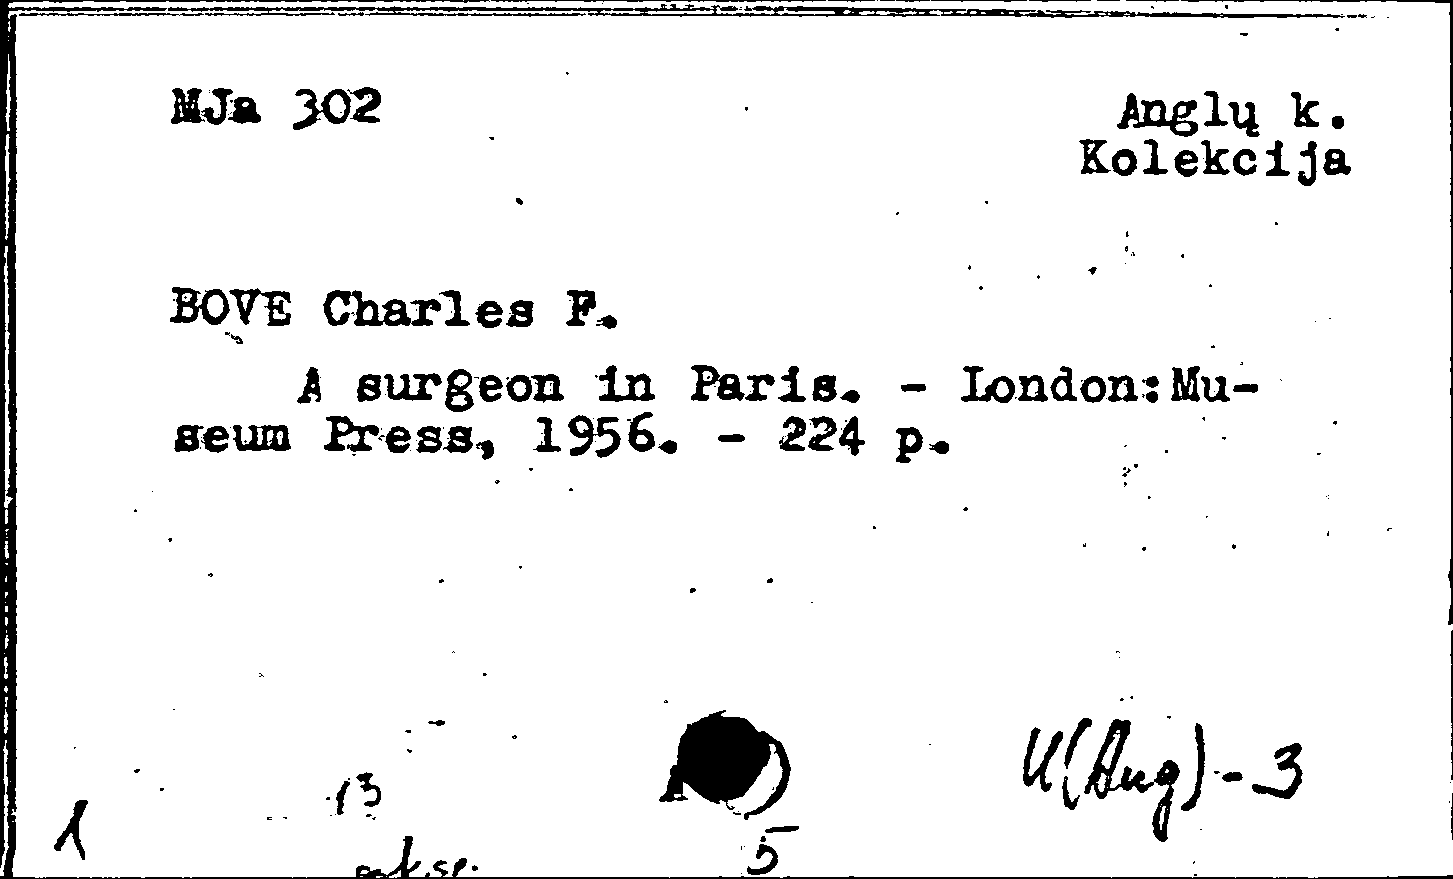 MJa 302
Anglų k.
Kolekcija
BOVE Charles F.
A surgeon in Paris. - London:Mu-
seum Press, 1956. - 224 p.
U(Ang)-3
13
1
5